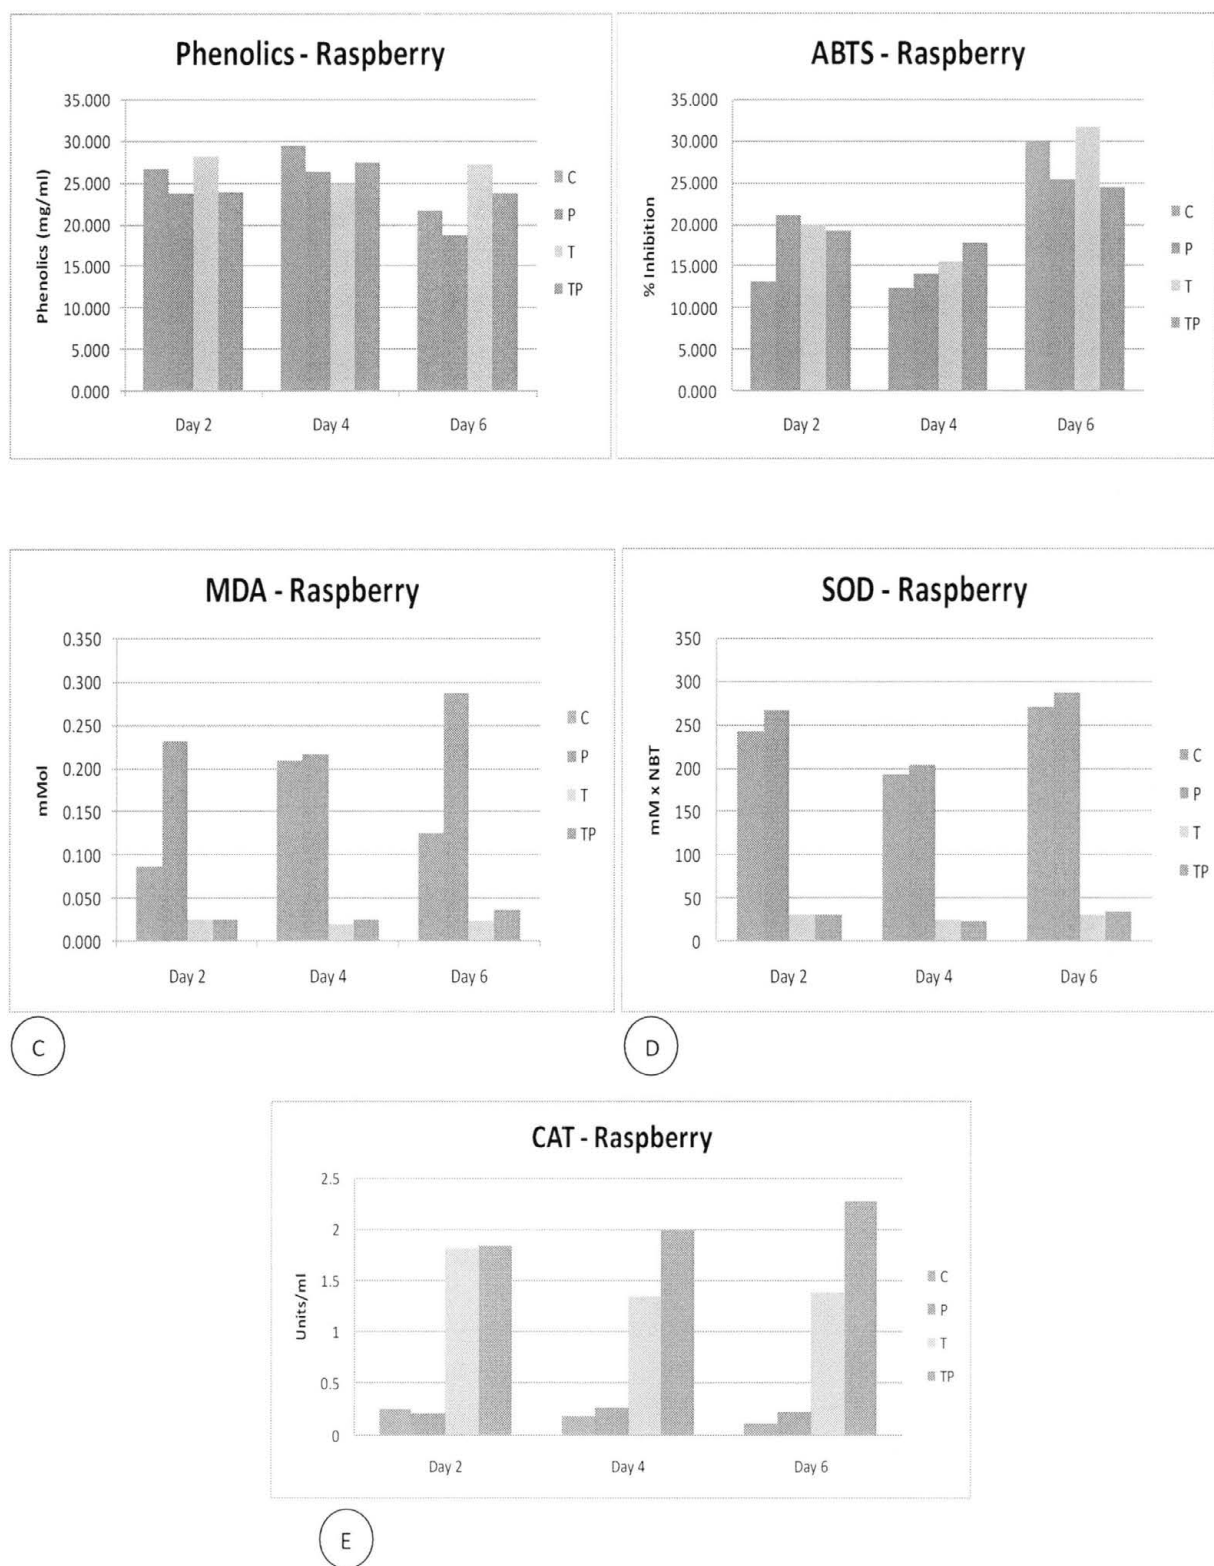 Phenolics - Raspberry
Phenolics (mg/ml)
35.000
30.000
25.000
20.000
15.000
10.000
5.000
0.000
Day 2 Day 4 Day 6
C
P
T
TP
ABTS - Raspberry
% Inhibition
35.000
30.000
25.000
20.000
15.000
10.000
5.000
0.000
Day 2 Day 4 Day 6
C
P
T
TP
MDA - Raspberry
mMol
0.350
0.300
0.250
0.200
0.150
0.100
0.050
0.000
Day 2 Day 4 Day 6
C
P
T
TP
C
SOD - Raspberry
mM x NBT
350
300
250
200
150
100
50
0
Day 2 Day 4 Day 6
C
P
T
TP
D
CAT - Raspberry
Units/ml
2.5
2
1.5
1
0.5
0
Day 2 Day 4 Day 6
C
P
T
TP
E